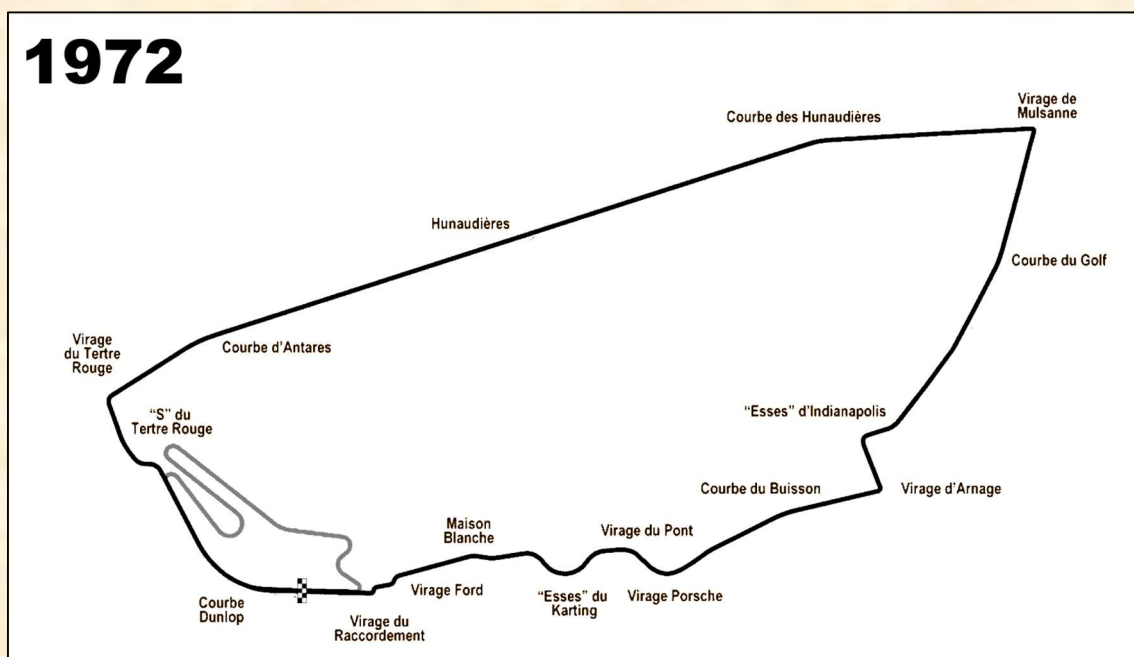 1972
Virage de
Mulsanne
Courbe des Hunaudières
Hunaudières
Courbe du Golf
Virage
du Tertre
Rouge
Courbe d'Antares
"S" du
Tertre Rouge
"Esses" d'Indianapolis
Courbe du Buisson
Virage d'Arnage
Maison
Blanche
Virage du Pont
Virage Ford
"Esses" du
Karting
Virage Porsche
Courbe
Dunlop
Virage du
Raccordement